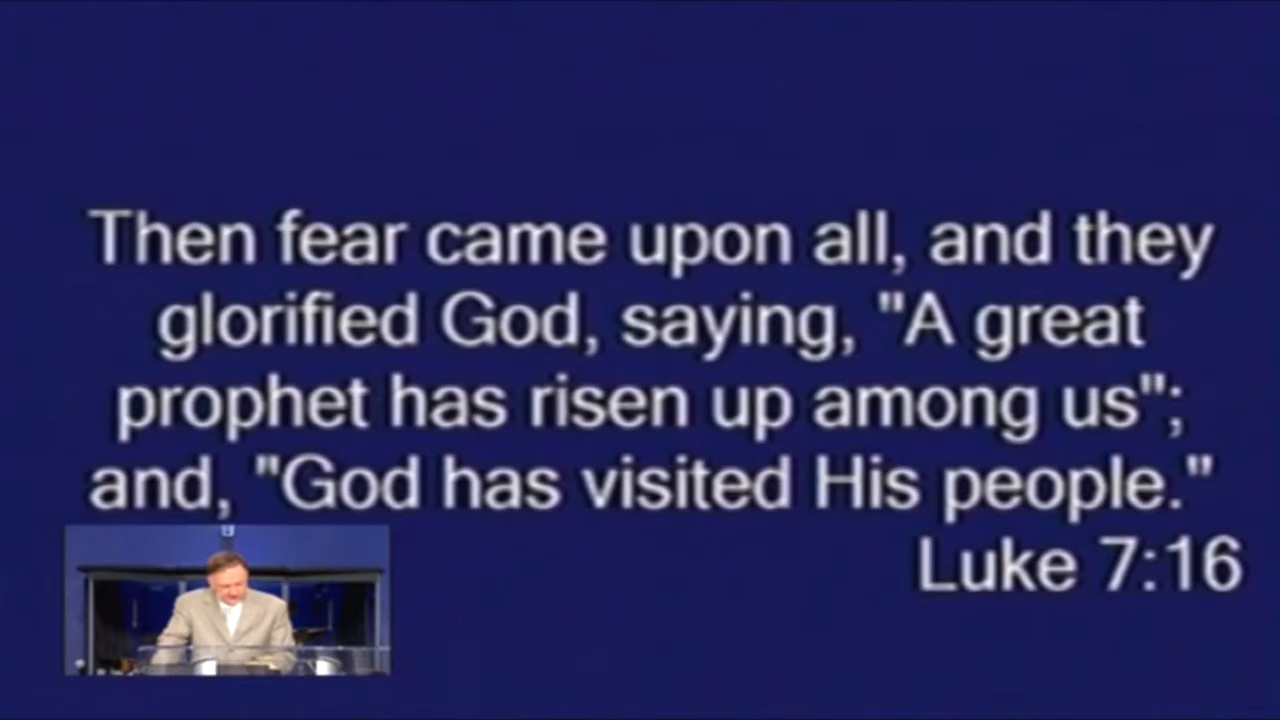 Then fear came upon all, and they
glorified God, saying, "A great
prophet has risen up among us";
and, "God has visited His people."
Luke 7:16